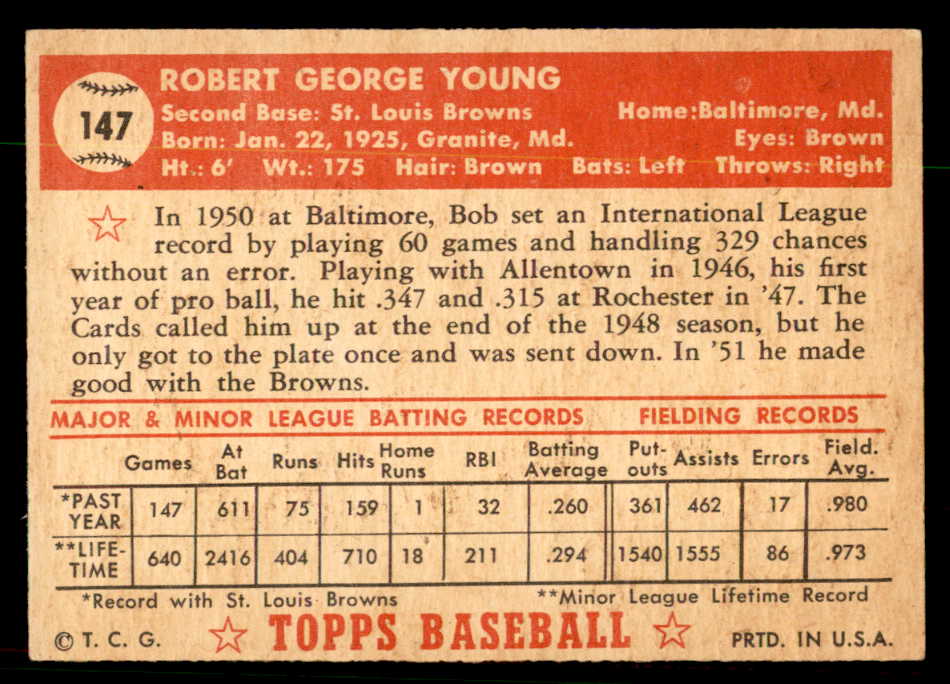 147
ROBERT GEORGE YOUNG
Second Base: St. Louis Browns Home: Baltimore, Md.
Born: Jan. 22, 1925, Granite, Md. Eyes: Brown
Ht.: 6' Wt.: 175 Hair: Brown Bats: Left Throws: Right
In 1950 at Baltimore, Bob set an International League
record by playing 60 games and handling 329 chances
without an error. Playing with Allentown in 1946, his first
year of pro ball, he hit .347 and .315 at Rochester in '47. The
Cards called him up at the end of the 1948 season, but he
only got to the plate once and was sent down. In '51 he made
good with the Browns.
MAJOR & MINOR LEAGUE BATTING RECORDS FIELDING RECORDS
Games At Bat Runs Hits Home Runs RBI Batting Average Put-outs Assists Errors Field. Avg.
*PAST YEAR 147 611 75 159 1 32 .260 361 462 17 .980
**LIFE-TIME 640 2416 404 710 18 211 .294 1540 1555 86 .973
*Record with St. Louis Browns **Minor League Lifetime Record
© T. C. G. TOPPS BASEBALL PRTD. IN U.S.A.